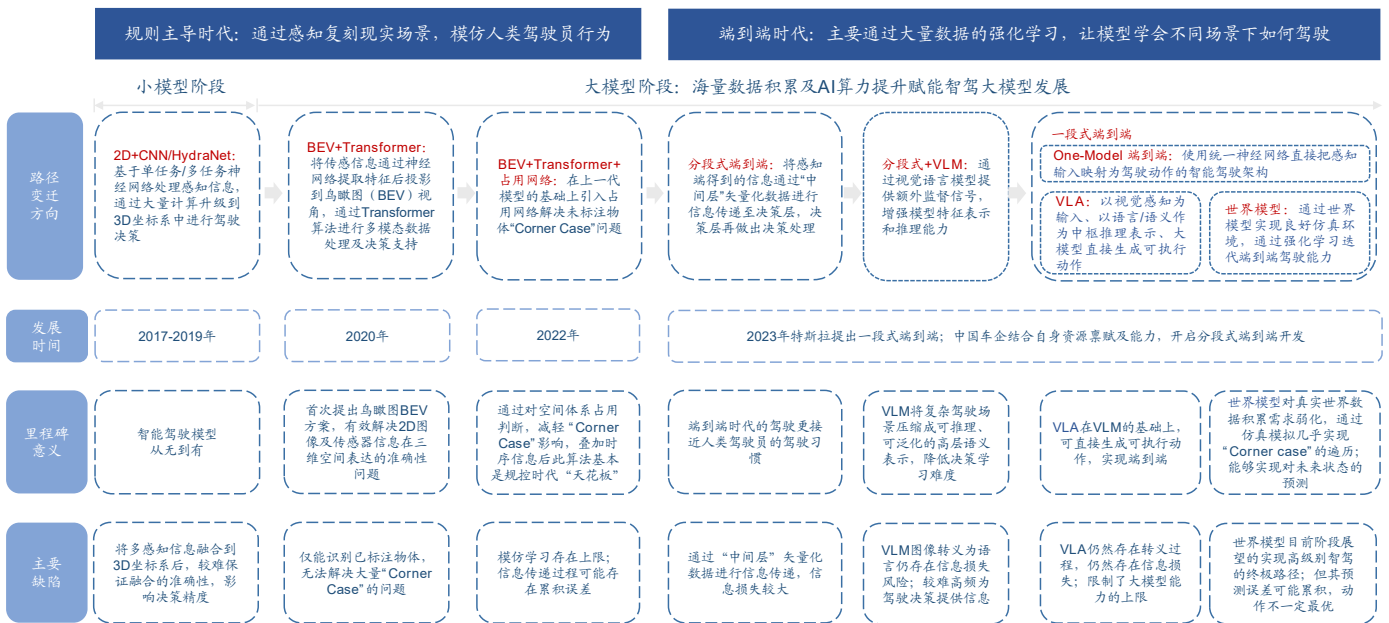 规则主导时代：通过感知复刻现实场景，模仿人类驾驶员行为
端到端时代：主要通过大量数据的强化学习，让模型学会不同场景下如何驾驶
小模型阶段
大模型阶段：海量数据积累及AI算力提升赋能智驾大模型发展
路径
变迁
方向
2D+CNN/HydraNet:
基于单任务/多任务神
经网络处理感知信息，
通过大量计算升级到
3D坐标系中进行驾驶
决策
BEV+Transformer:
将传感信息通过神经
网络提取特征后投影
到鸟瞰图（BEV）视
角，通过Transformer
算法进行多模态数据
处理及决策支持
BEV+Transformer+
占用网络：在上一代
模型的基础上引入占
用网络解决未标注物
体“Corner Case”问题
分段式端到端：将感知
端得到的信息通过“中
间层”矢量化数据进行
信息传递至决策层，决
策层再做出决策处理
分段式+VLM：通
过视觉语言模型提
供额外监督信号，
增强模型特征表示
和推理能力
一段式端到端
One-Model 端到端：使用统一神经网络直接把感知
输入映射为驾驶动作的智能驾驶架构
VLA：以视觉感知为
输入、以语言/语义作
为中枢推理表示、大
模型直接生成可执行
动作
世界模型：通过世界
模型实现良好仿真环
境，通过强化学习迭
代端到端驾驶能力
发展
时间
2017-2019年
2020年
2022年
2023年特斯拉提出一段式端到端；中国车企结合自身资源禀赋及能力，开启分段式端到端开发
里程碑
意义
智能驾驶模型
从无到有
首次提出鸟瞰图BEV
方案，有效解决2D图
像及传感器信息在三
维空间表达的准确性
问题
通过对空间体系占用
判断，减轻“Corner
Case”影响，叠加时
序信息后此算法基本
是规控时代“天花板”
端到端时代的驾驶更接
近人类驾驶员的驾驶习
惯
VLM将复杂驾驶场
景压缩成可推理、
可泛化的高层语义
表示，降低决策学
习难度
VLA在VLM的基础上，
可直接生成可执行动
作，实现端到端
世界模型对真实世界数
据积累需求弱化，通过
仿真模拟几乎实现
“Corner case”的遍历；
能够实现对未来状态的
预测
主要
缺陷
将多感知信息融合到
3D坐标系后，较难保
证融合的准确性，影
响决策精度
仅能识别已标注物体，
无法解决大量“Corner
Case”的问题
模仿学习存在上限；
信息传递过程可能存
在累积误差
通过“中间层”矢量化
数据进行信息传递，信
息损失较大
VLM图像转义为语
言仍存在信息损失
风险；较难高频为
驾驶决策提供信息
VLA仍然存在转义过
程，仍然存在信息损
失；限制了大模型能
力的上限
世界模型目前阶段展
望的实现高级别智驾
的终极路径；但其预
测误差可能累积，动
作不一定最优